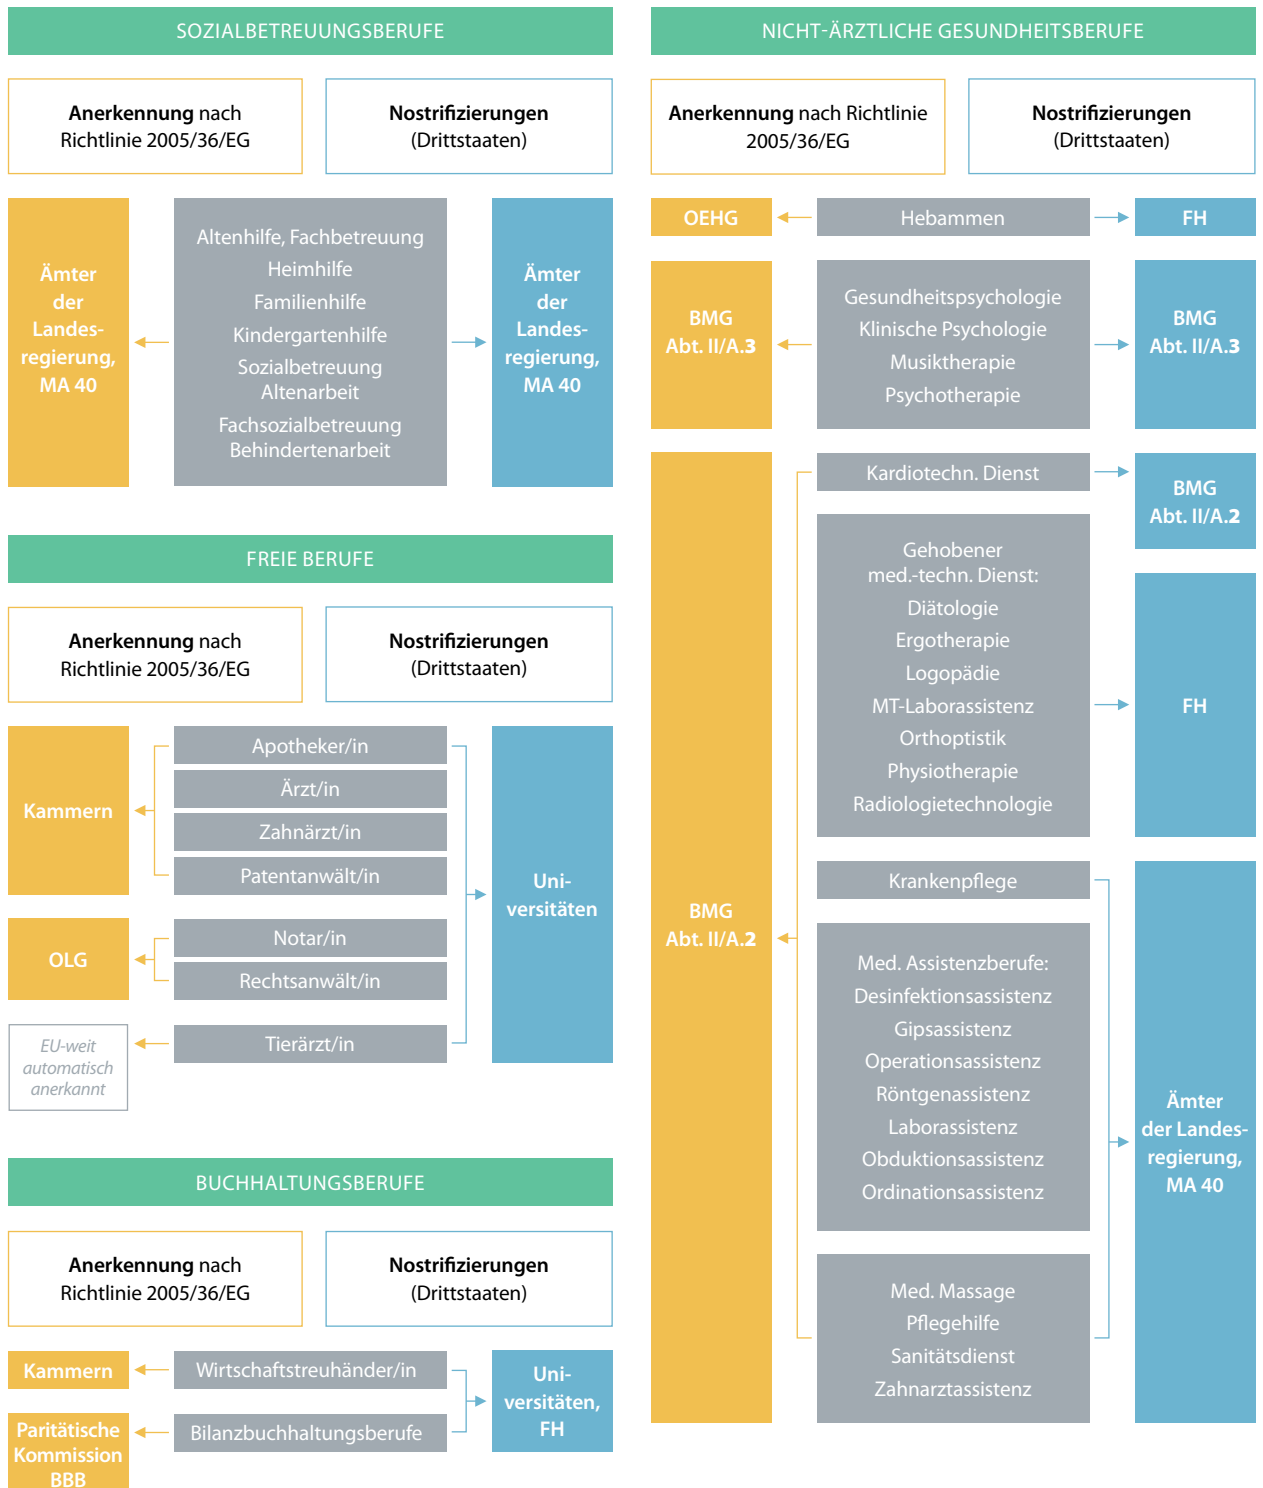 SOZIALBETREUUNGSBERUFE
Anerkennung nach
Richtlinie 2005/36/EG
Nostrifizierungen
(Drittstaaten)
Ämter
der
Landes-
regierung,
MA 40
Altenhilfe, Fachbetreuung
Heimhilfe
Familienhilfe
Kindergartenhilfe
Sozialbetreuung
Altenarbeit
Fachsozialbetreuung
Behindertenarbeit
Ämter
der
Landes-
regierung,
MA 40
FREIE BERUFE
Anerkennung nach
Richtlinie 2005/36/EG
Nostrifizierungen
(Drittstaaten)
Kammern
Apotheker/in
Ärzt/in
Zahnärzt/in
Patentanwält/in
OLG
Notar/in
Rechtsanwält/in
EU-weit
automatisch
anerkannt
Tierärzt/in
Uni-
versitäten
BUCHHALTUNGSBERUFE
Anerkennung nach
Richtlinie 2005/36/EG
Nostrifizierungen
(Drittstaaten)
Kammern
Wirtschaftstreuhänder/in
Paritätische
Kommission
BBB
Bilanzbuchhaltungsberufe
Uni-
versitäten,
FH
NICHT-ÄRZTLICHE GESUNDHEITSBERUFE
Anerkennung nach Richtlinie
2005/36/EG
Nostrifizierungen
(Drittstaaten)
OEHG
Hebammen
FH
BMG
Abt. II/A.3
Gesundheitspsychologie
Klinische Psychologie
Musiktherapie
Psychotherapie
BMG
Abt. II/A.3
BMG
Abt. II/A.2
Kardiotechn. Dienst
BMG
Abt. II/A.2
Gehobener
med.-techn. Dienst:
Diätologie
Ergotherapie
Logopädie
MT-Laborassistenz
Orthoptistik
Physiotherapie
Radiologietechnologie
FH
Krankenpflege
Med. Assistenzberufe:
Desinfektionsassistenz
Gipsassistenz
Operationsassistenz
Röntgenassistenz
Laborassistenz
Obduktionsassistenz
Ordinationsassistenz
Med. Massage
Pflegehilfe
Sanitätsdienst
Zahnarztassistenz
Ämter
der Landes-
regierung,
MA 40